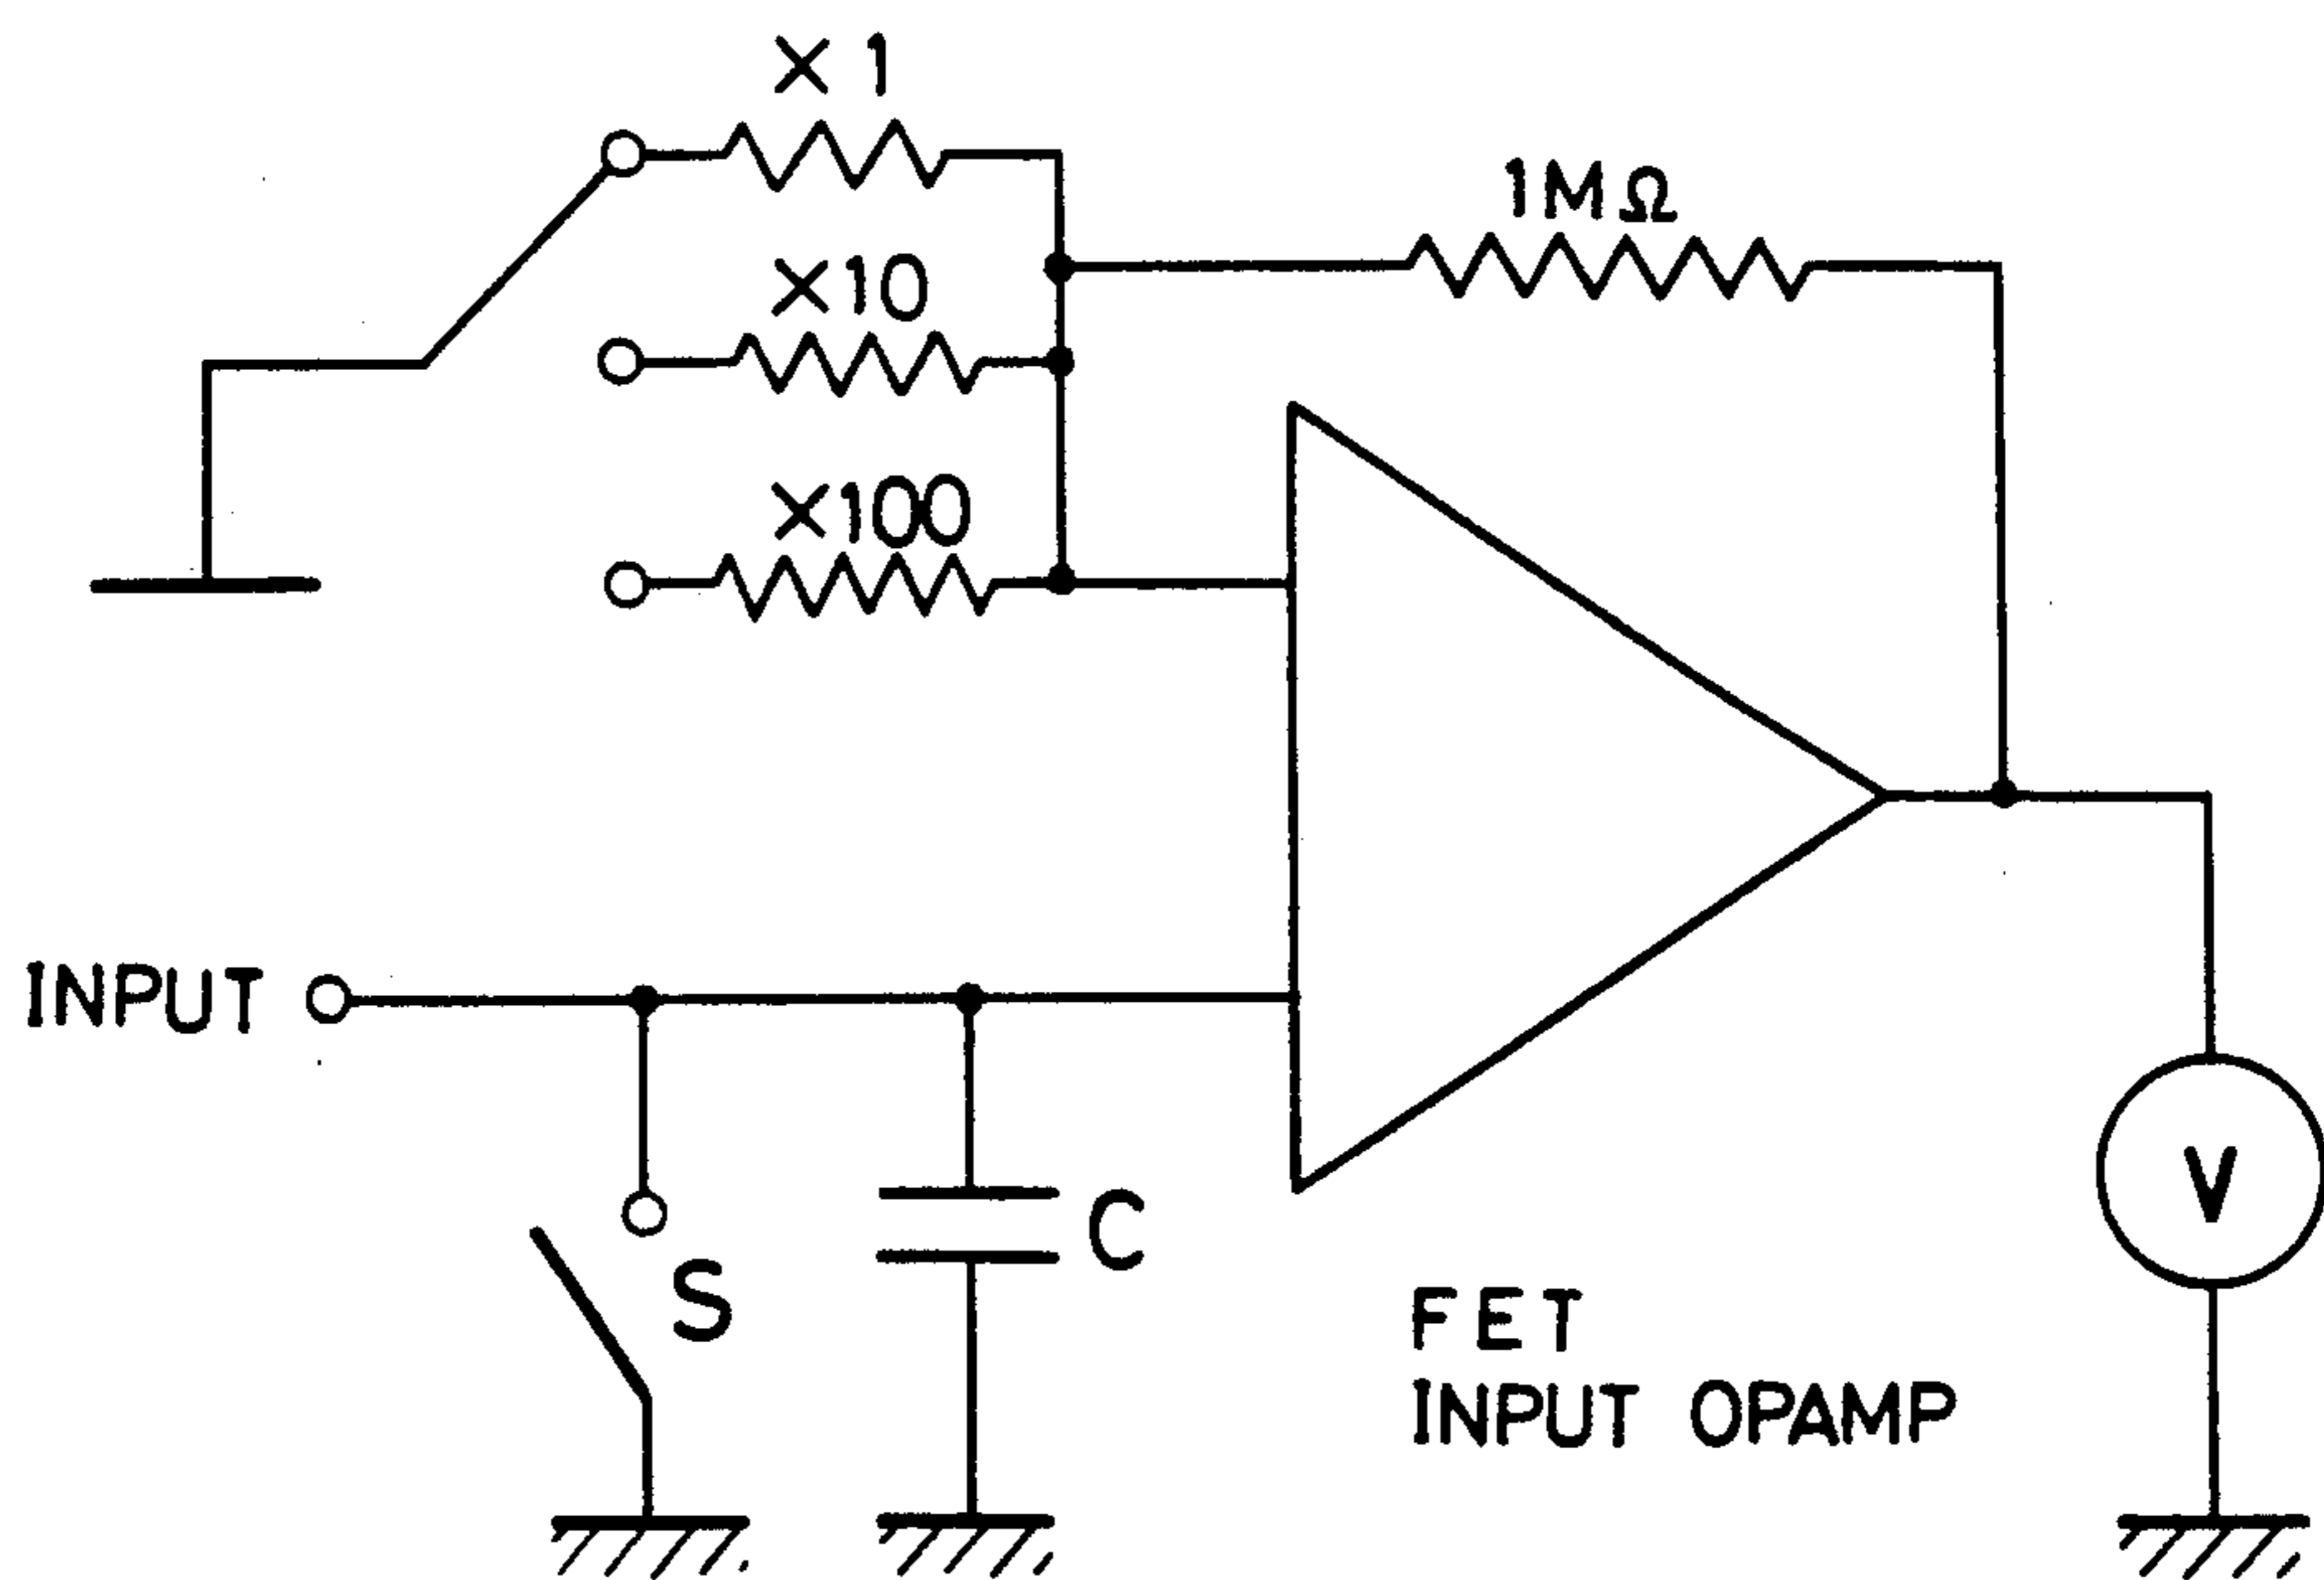 ×1
1MΩ
×10
×100
INPUT
S
C
V
FET
INPUT OPAMP